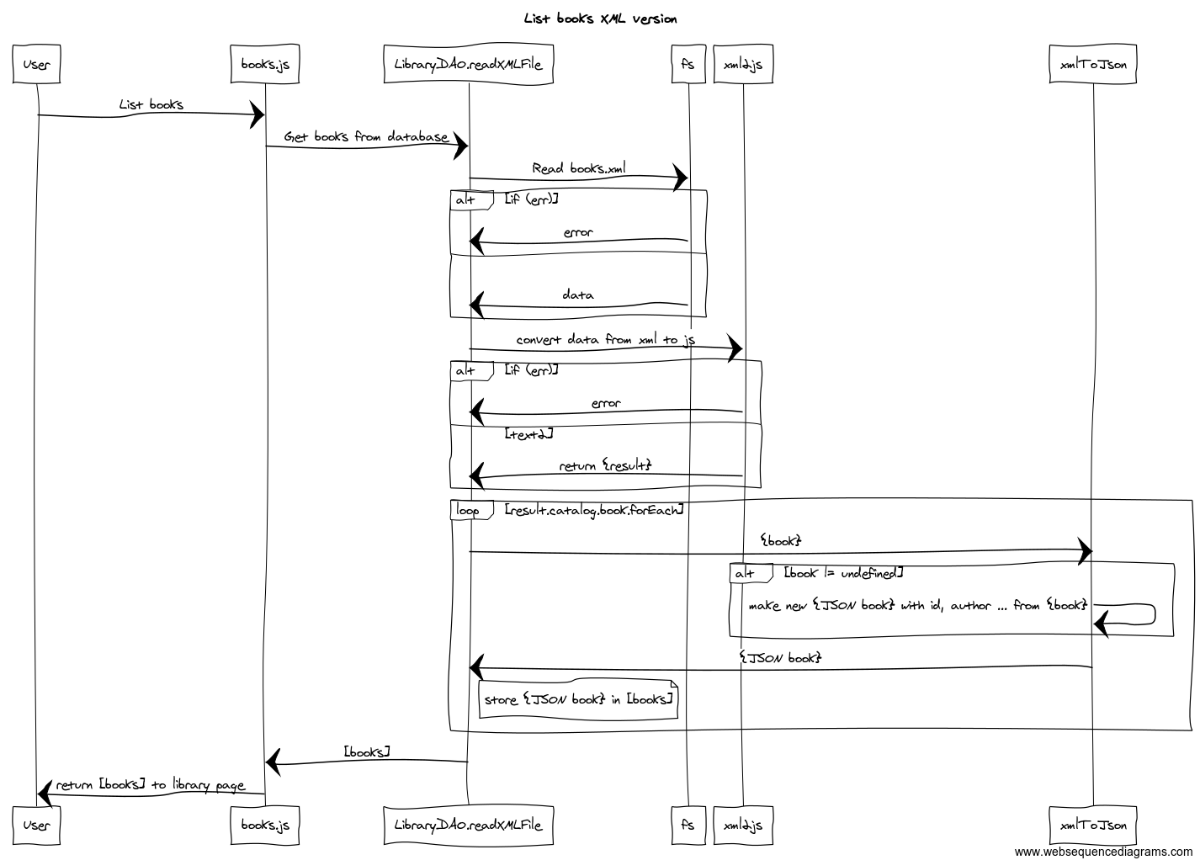 List books XML version
User
books.js
LibraryDAO.readXMLFile
fs
xml2js
xmlToJson
List books
Get books from database
Read books.xml
alt [if (err)]
error
data
convert data from xml to js
alt [if (err)]
error
[text2]
return {result}
loop [result.catalog.book.forEach]
{book}
alt [book != undefined]
make new {JSON book} with id, author ... from {book}
{JSON book}
store {JSON book} in [books]
[books]
return [books] to library page
User
books.js
LibraryDAO.readXMLFile
fs
xml2js
xmlToJson
www.websequencediagrams.com